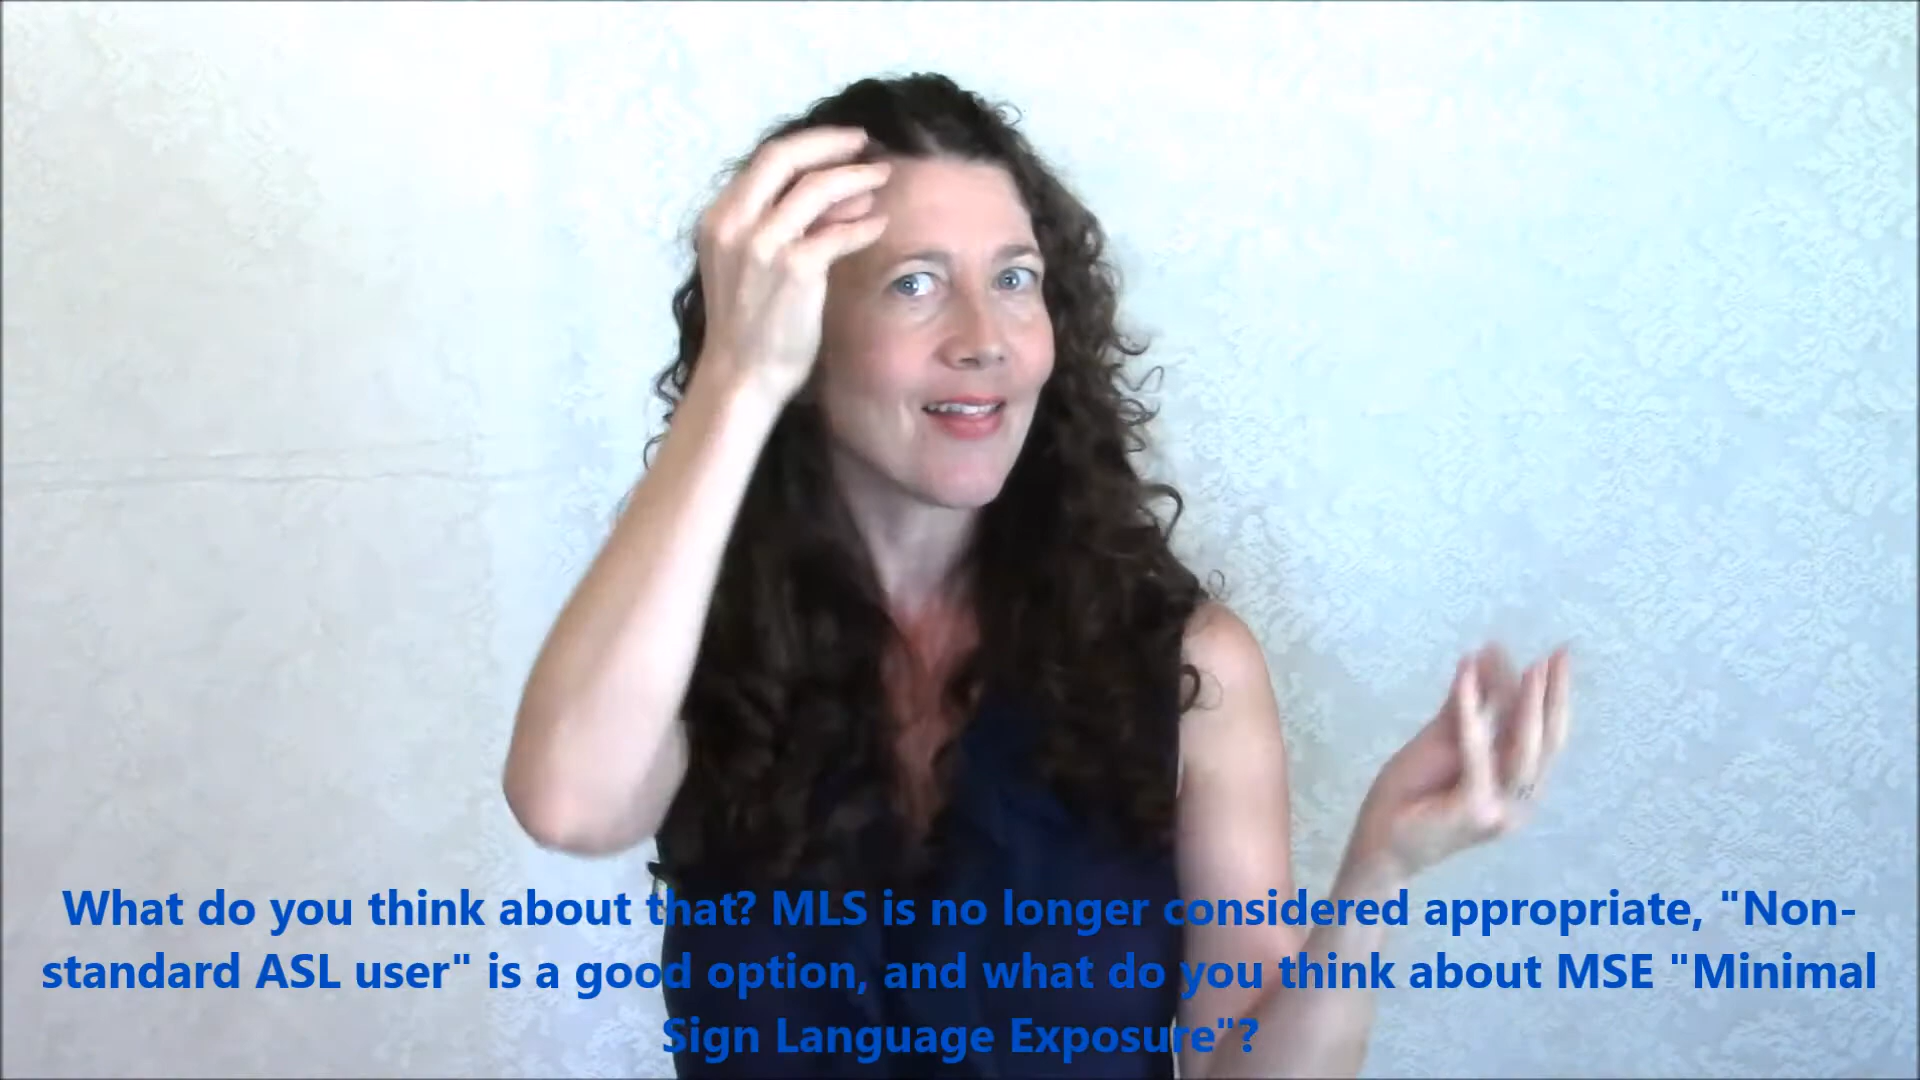 What do you think about that? MLS is no longer considered appropriate, "Non-
standard ASL user" is a good option, and what do you think about MSE "Minimal
Sign Language Exposure"?